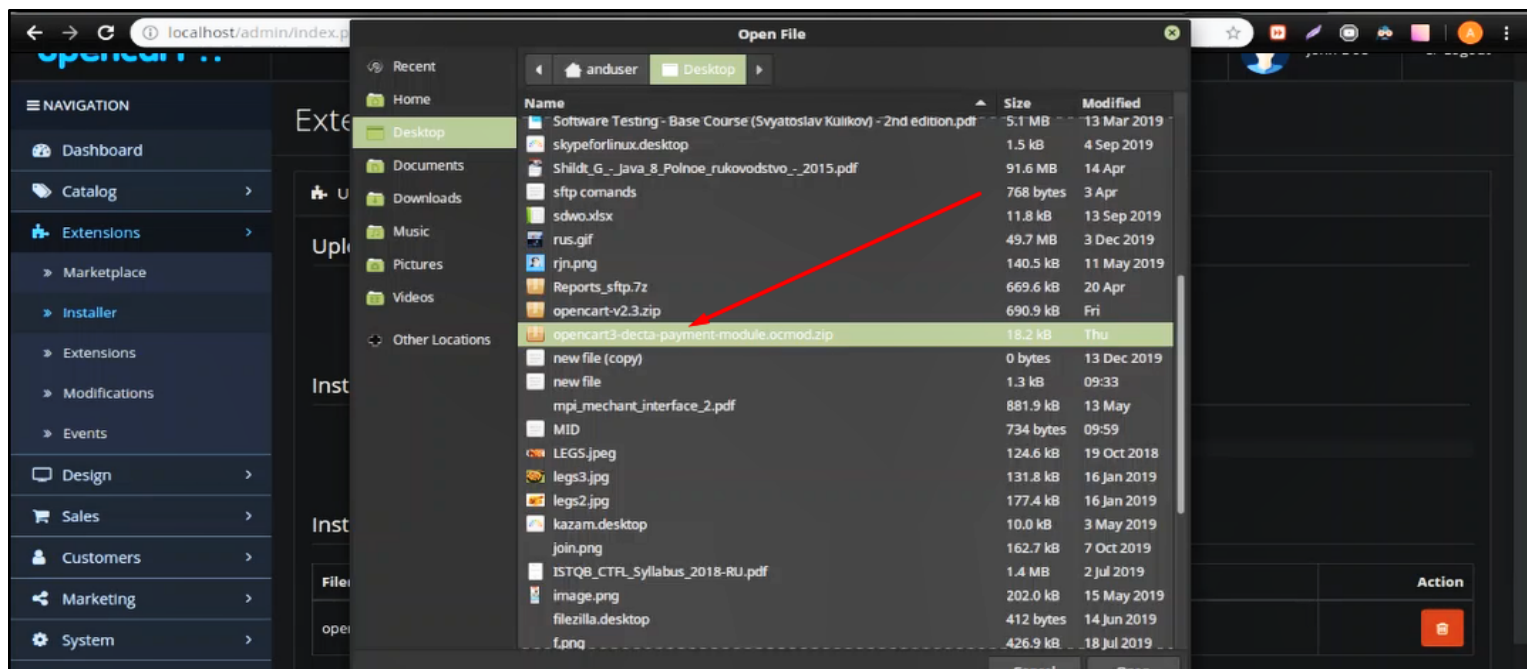 localhost/admin/index.p
Open File
opencart
NAVIGATION
Dashboard
Catalog
Extensions
Marketplace
Installer
Extensions
Modifications
Events
Design
Sales
Customers
Marketing
System
Exte
U
Uplo
Inst
Inst
File
open
Recent
Home
Desktop
Documents
Downloads
Music
Pictures
Videos
Other Locations
anduser Desktop
Name Size Modified
Software Testing - Base Course (Svyatoslav Kulikov) - 2nd edition.pdf 5.1 MB 13 Mar 2019
skypeforlinux.desktop 1.5 kB 4 Sep 2019
Shildt_G_-_Java_8_Polnoe_rukovodstvo_-_2015.pdf 91.6 MB 14 Apr
sftp comands 768 bytes 3 Apr
sdwo.xlsx 11.8 kB 13 Sep 2019
rus.gif 49.7 MB 3 Dec 2019
rjn.png 140.5 kB 11 May 2019
Reports_sftp.7z 669.6 kB 20 Apr
opencart-v2.3.zip 690.9 kB Fri
opencart3-decta-payment-module.ocmod.zip 18.2 kB Thu
new file (copy) 0 bytes 13 Dec 2019
new file 1.3 kB 09:33
mpi_mechant_interface_2.pdf 881.9 kB 13 May
MID 734 bytes 09:59
LEGS.jpeg 124.6 kB 19 Oct 2018
legs3.jpg 131.8 kB 16 Jan 2019
legs2.jpg 177.4 kB 16 Jan 2019
kazam.desktop 10.0 kB 3 May 2019
join.png 162.7 kB 7 Oct 2019
ISTQB_CTFL_Syllabus_2018-RU.pdf 1.4 MB 2 Jul 2019
image.png 202.0 kB 15 May 2019
filezilla.desktop 412 bytes 14 Jun 2019
f.png 426.9 kB 18 Jul 2019
A
Action